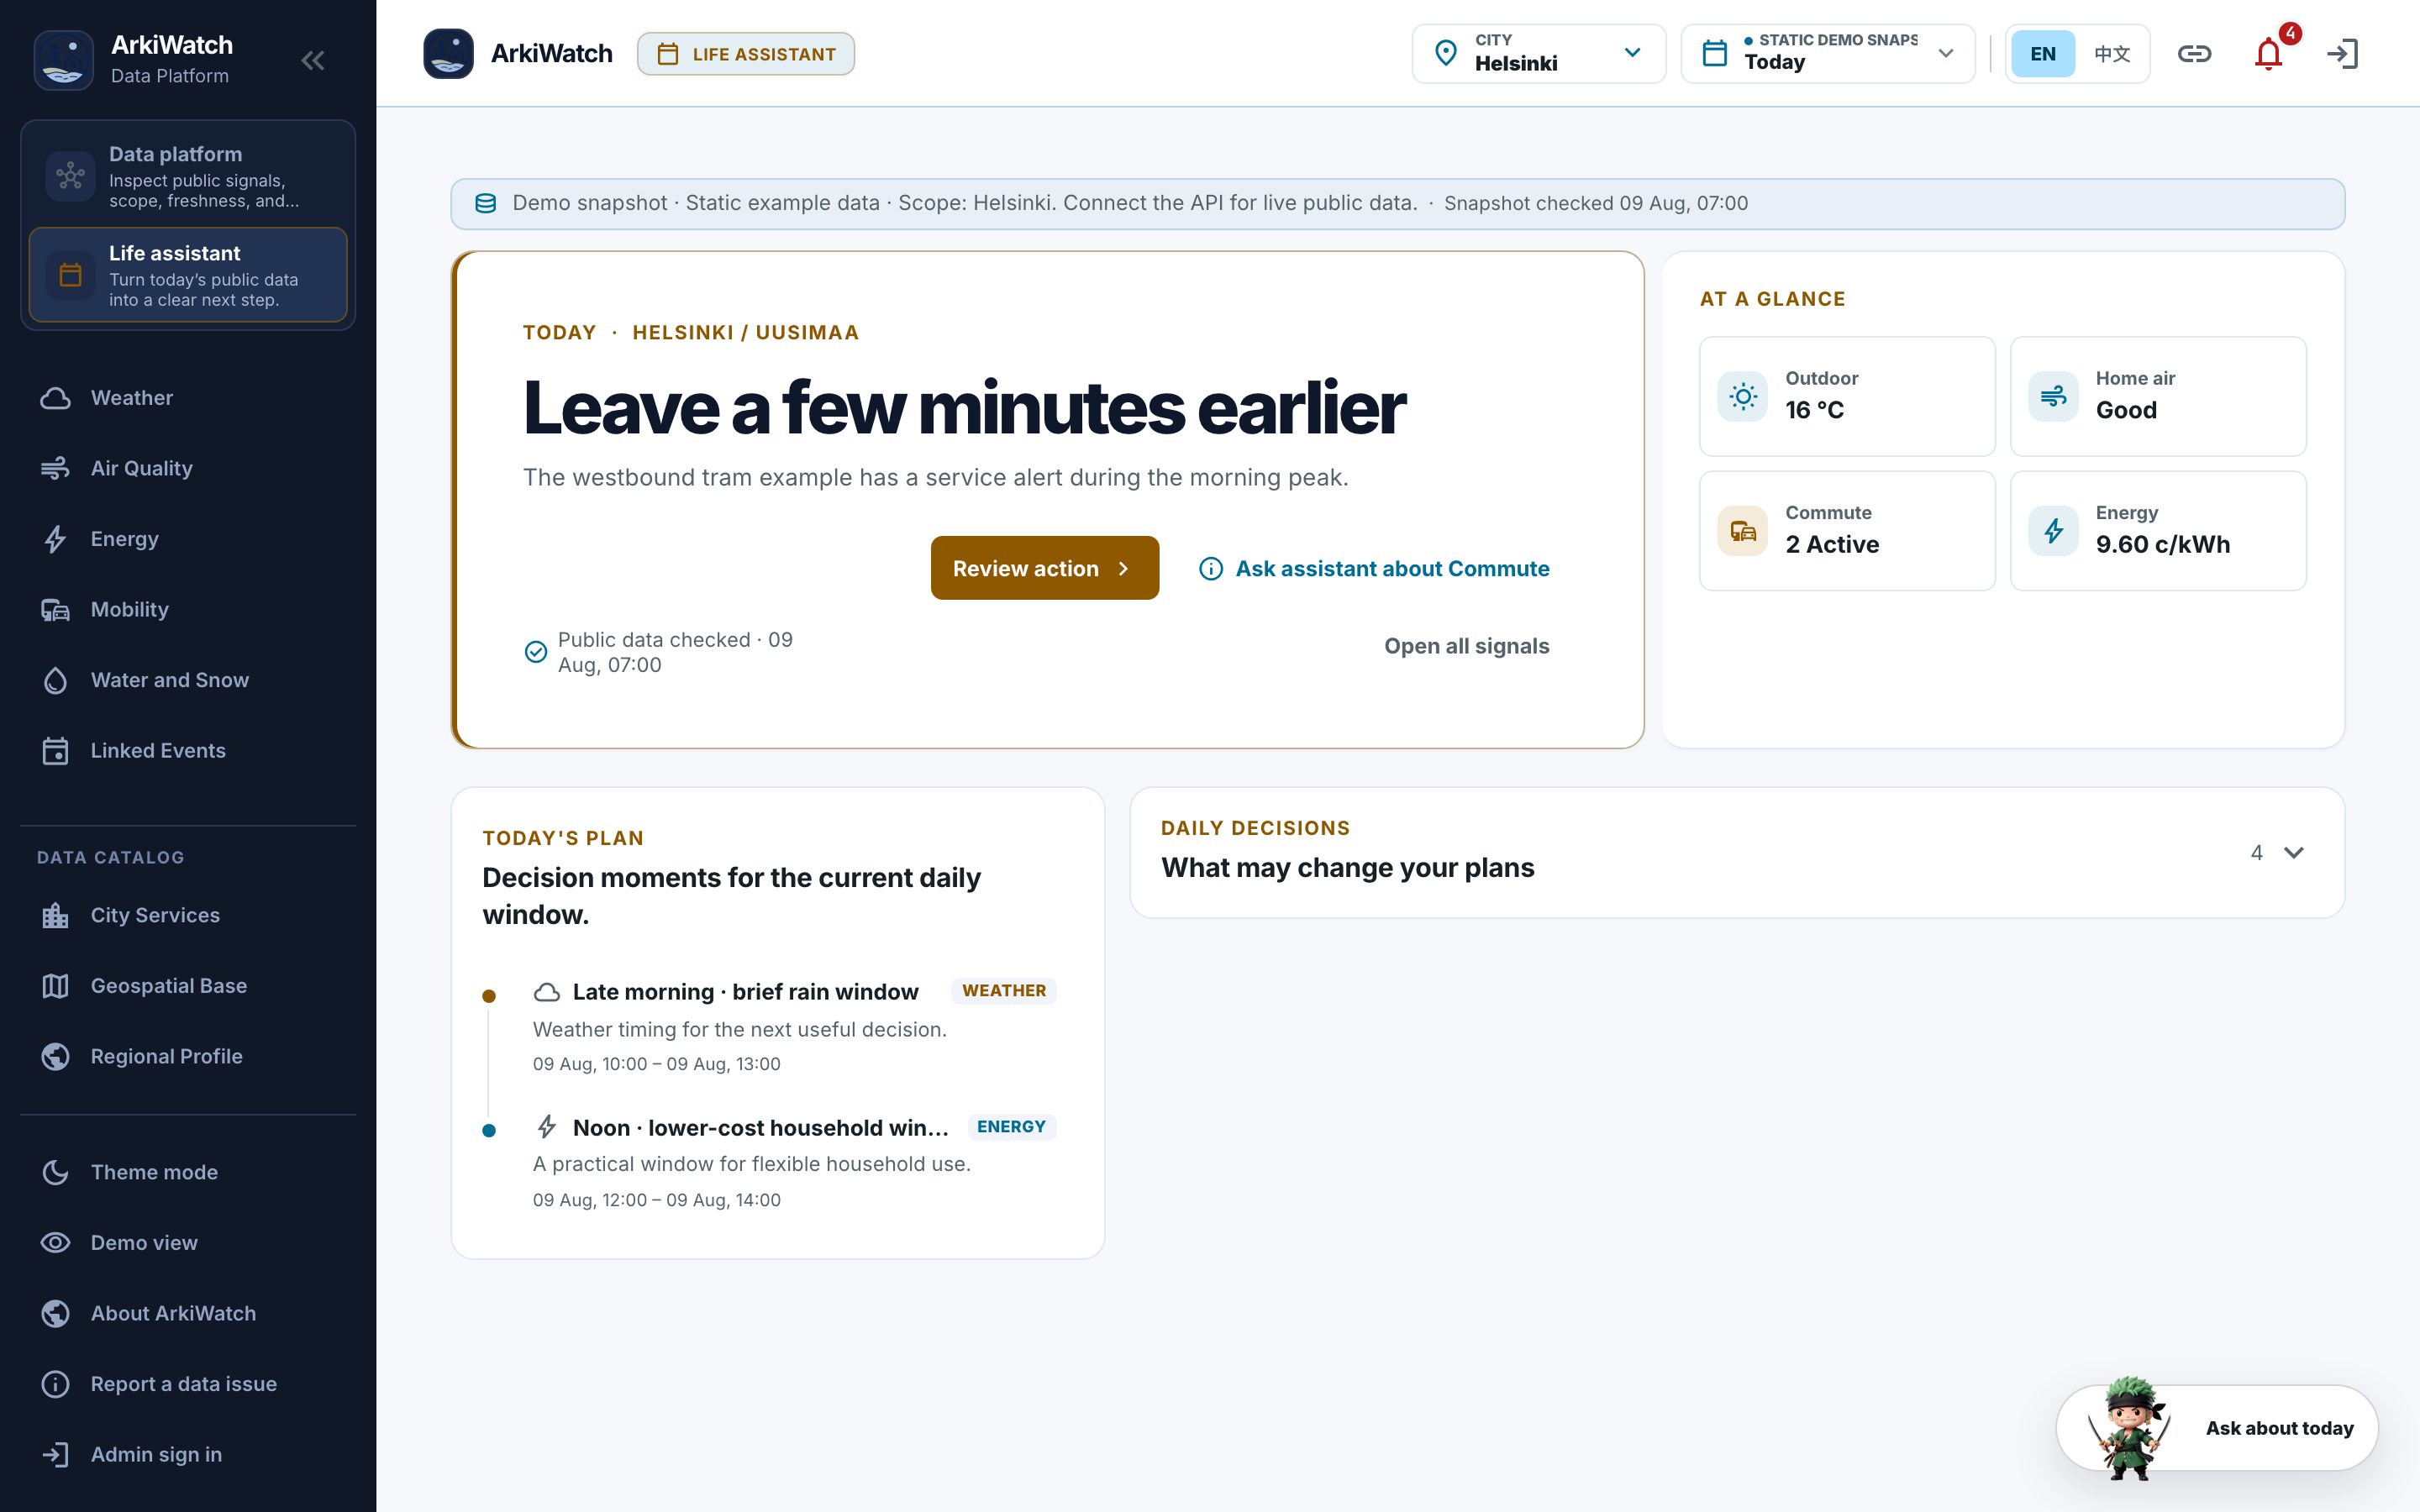 ArkiWatch
Data Platform
Data platform
Inspect public signals,
scope, freshness, and...
Life assistant
Turn today's public data
into a clear next step.
Weather
Air Quality
Energy
Mobility
Water and Snow
Linked Events
DATA CATALOG
City Services
Geospatial Base
Regional Profile
Theme mode
Demo view
About ArkiWatch
Report a data issue
Admin sign in
ArkiWatch
LIFE ASSISTANT
CITY
Helsinki
STATIC DEMO SNAPS
Today
EN
中文
4
Demo snapshot · Static example data · Scope: Helsinki. Connect the API for live public data. · Snapshot checked 09 Aug, 07:00
TODAY · HELSINKI / UUSIMAA
Leave a few minutes earlier
The westbound tram example has a service alert during the morning peak.
Review action
Ask assistant about Commute
Public data checked · 09
Aug, 07:00
Open all signals
AT A GLANCE
Outdoor
16 °C
Home air
Good
Commute
2 Active
Energy
9.60 c/kWh
TODAY'S PLAN
Decision moments for the current daily
window.
Late morning · brief rain window
WEATHER
Weather timing for the next useful decision.
09 Aug, 10:00 – 09 Aug, 13:00
Noon · lower-cost household win...
ENERGY
A practical window for flexible household use.
09 Aug, 12:00 – 09 Aug, 14:00
DAILY DECISIONS
What may change your plans
4
Ask about today